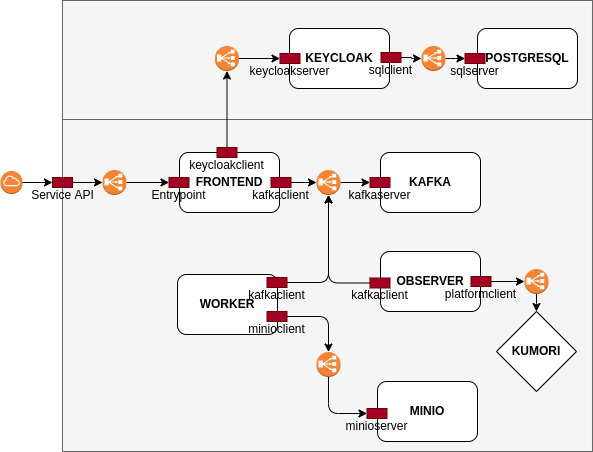 KEYCLOAK
POSTGRESQL
keycloakserver
sqlclient
sqlserver
keycloakclient
FRONTEND
KAFKA
Service API
Entrypoint
kafkaclient
kafkaserver
OBSERVER
WORKER
kafkaclient
kafkaclient
platformclient
minioclient
KUMORI
MINIO
minioserver